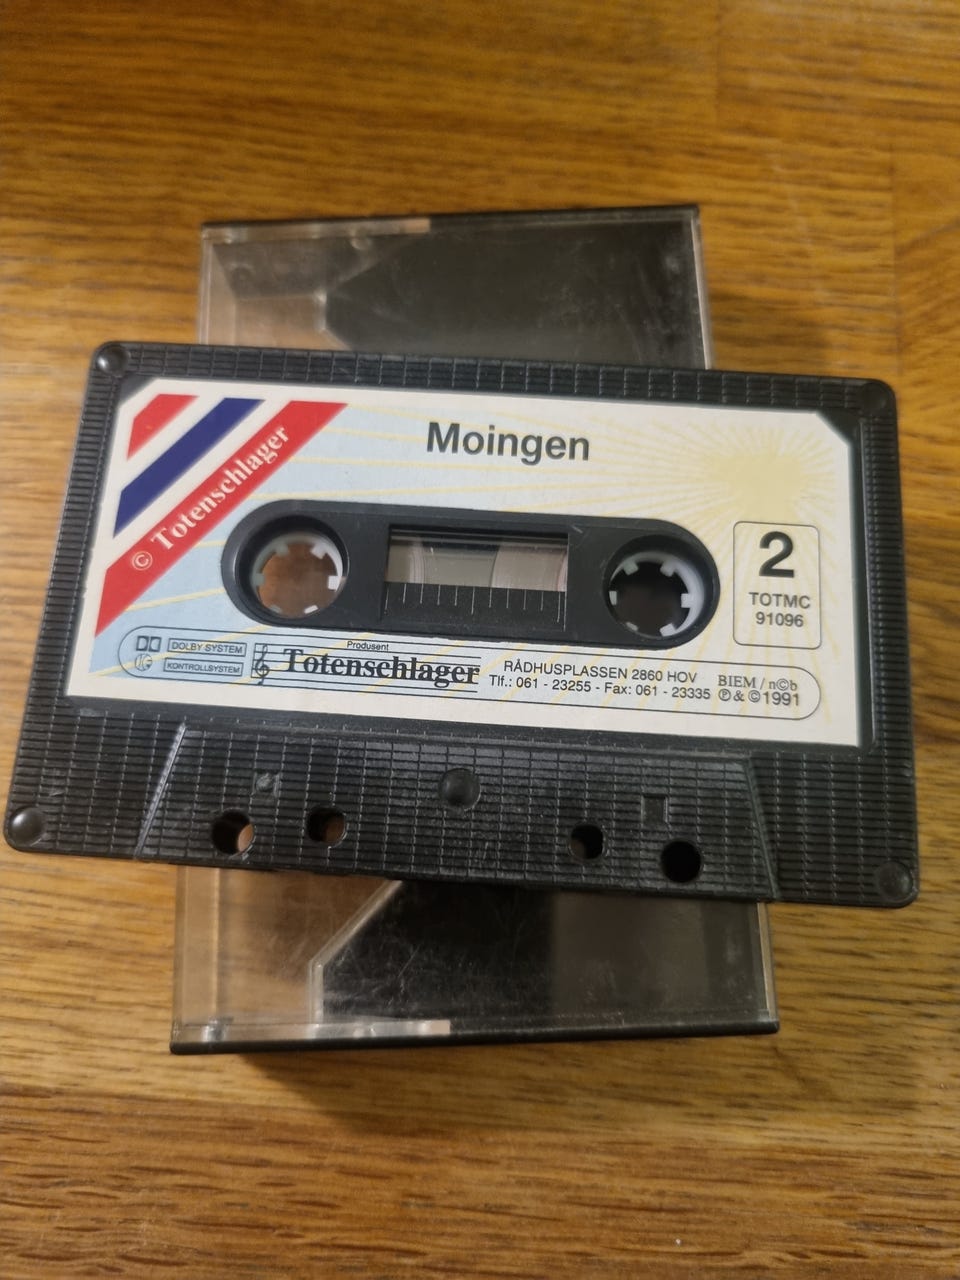 Moingen
© Totenschlager
2
TOTMC
91096
DOLBY SYSTEM
KONTROLLSYSTEM
Produsent
Totenschlager
RÅDHUSPLASSEN 2860 HOV
Tlf.: 061 - 23255 - Fax: 061 - 23335
BIEM / n©b
℗ & © 1991